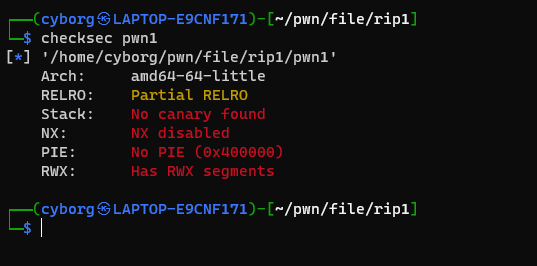 ┌──(cyborg㉿LAPTOP-E9CNF171)-[~/pwn/file/rip1]
└─$ checksec pwn1
[*] '/home/cyborg/pwn/file/rip1/pwn1'
    Arch:     amd64-64-little
    RELRO:    Partial RELRO
    Stack:    No canary found
    NX:       NX disabled
    PIE:      No PIE (0x400000)
    RWX:      Has RWX segments
┌──(cyborg㉿LAPTOP-E9CNF171)-[~/pwn/file/rip1]
└─$